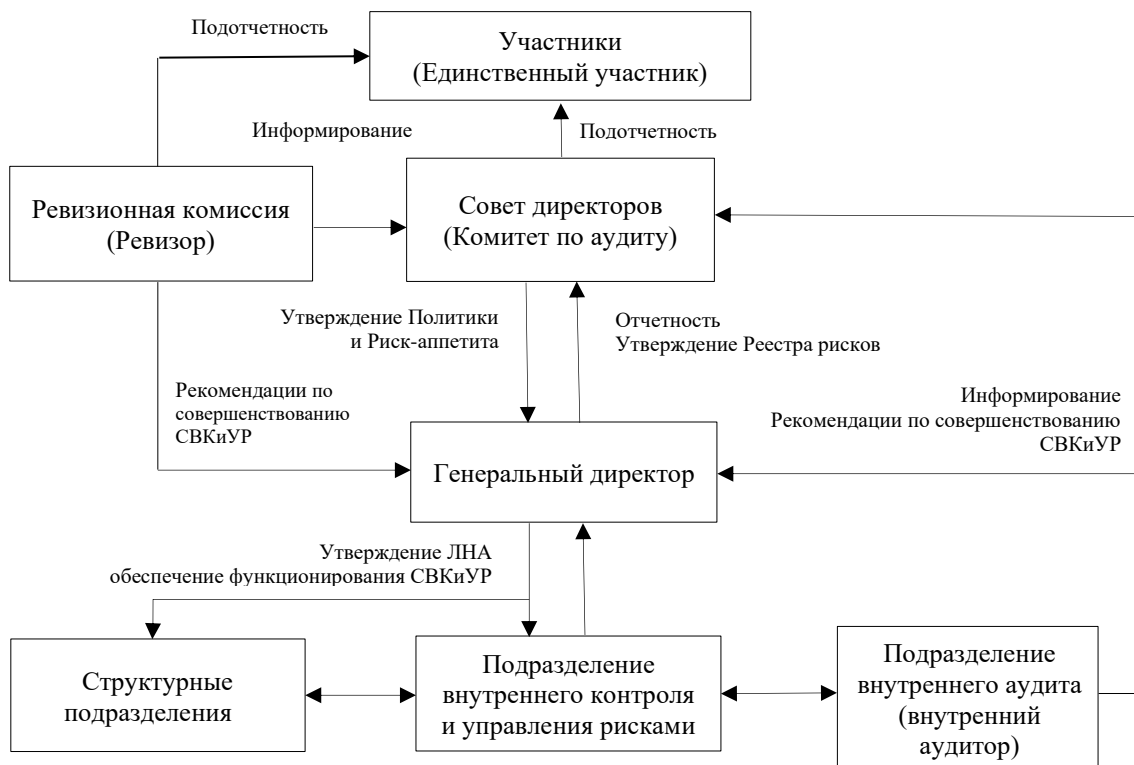 Подотчетность
Участники
(Единственный участник)
Информирование
Подотчетность
Ревизионная комиссия
(Ревизор)
Совет директоров
(Комитет по аудиту)
Утверждение Политики
и Риск-аппетита
Отчетность
Утверждение Реестра рисков
Рекомендации по
совершенствованию
СВКиУР
Информирование
Рекомендации по совершенствованию
СВКиУР
Генеральный директор
Утверждение ЛНА
обеспечение функционирования СВКиУР
Структурные
подразделения
Подразделение
внутреннего контроля
и управления рисками
Подразделение
внутреннего аудита
(внутренний
аудитор)